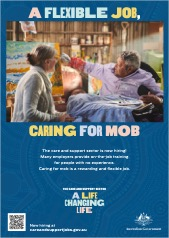 A FLEXIBLE JOB,
CARING FOR MOB
The care and support sector is now hiring!
Many employers provide on-the-job training
for people with no experience.
Caring for mob is a rewarding and flexible job.
A LIFE
CHANGING
LIFE
Now hiring at
careandsupportjobs.gov.au
Australian Government